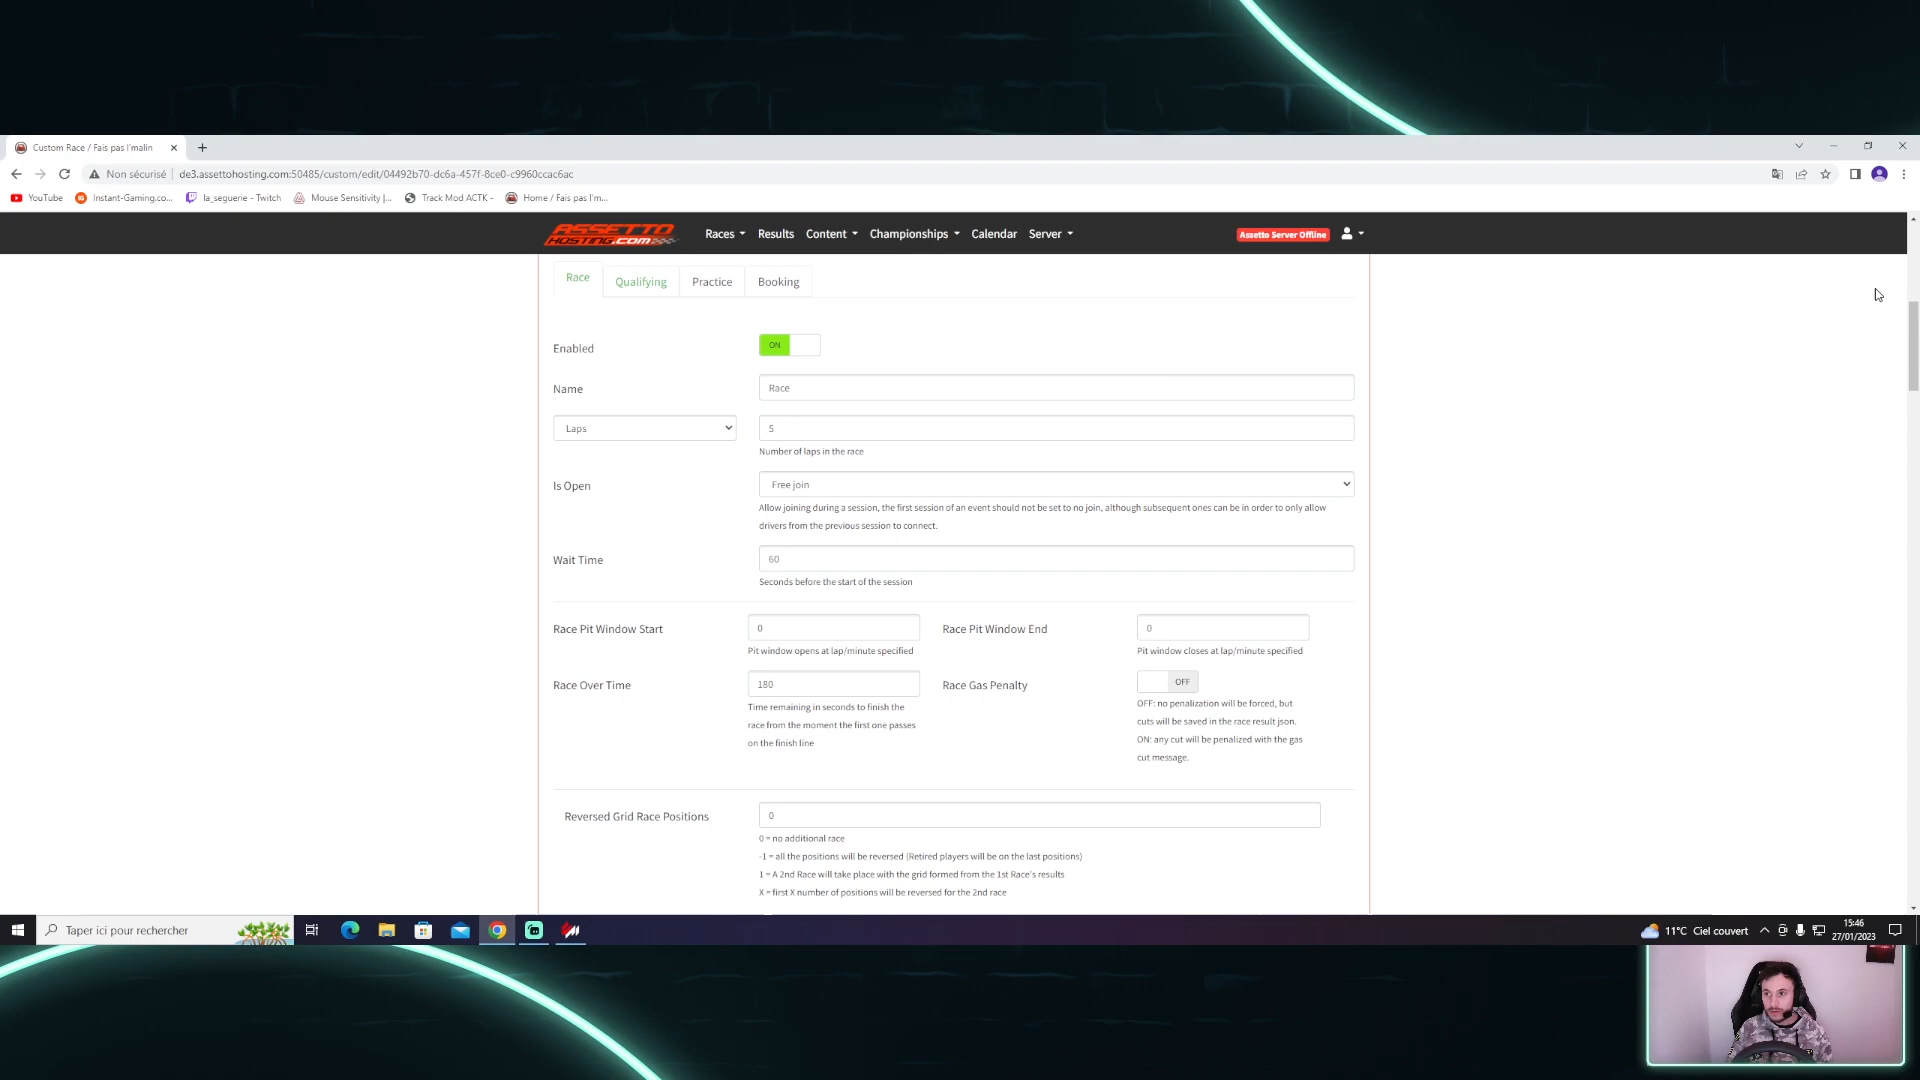 Custom Race / Fais pas l'malin
Non sécurisé
de3.assettohosting.com:50485/custom/edit/04492b70-dc6a-457f-8ce0-c9960ccac6ac
YouTube
Instant-Gaming.co...
la_seguerie - Twitch
Mouse Sensitivity |...
Track Mod ACTK -
Home / Fais pas l'm...
ASSETTO
HOSTING.COM
Races
Results
Content
Championships
Calendar
Server
Assetto Server Offline
Race
Qualifying
Practice
Booking
Enabled
ON
Name
Race
Laps
5
Number of laps in the race
Is Open
Free join
Allow joining during a session, the first session of an event should not be set to no join, although subsequent ones can be in order to only allow
drivers from the previous session to connect.
Wait Time
60
Seconds before the start of the session
Race Pit Window Start
0
Pit window opens at lap/minute specified
Race Pit Window End
0
Pit window closes at lap/minute specified
Race Over Time
180
Time remaining in seconds to finish the
race from the moment the first one passes
on the finish line
Race Gas Penalty
OFF
OFF: no penalization will be forced, but
cuts will be saved in the race result json.
ON: any cut will be penalized with the gas
cut message.
Reversed Grid Race Positions
0
0 = no additional race
-1 = all the positions will be reversed (Retired players will be on the last positions)
1 = A 2nd Race will take place with the grid formed from the 1st Race's results
X = first X number of positions will be reversed for the 2nd race
Taper ici pour rechercher
11°C Ciel couvert
15:46
27/01/2023